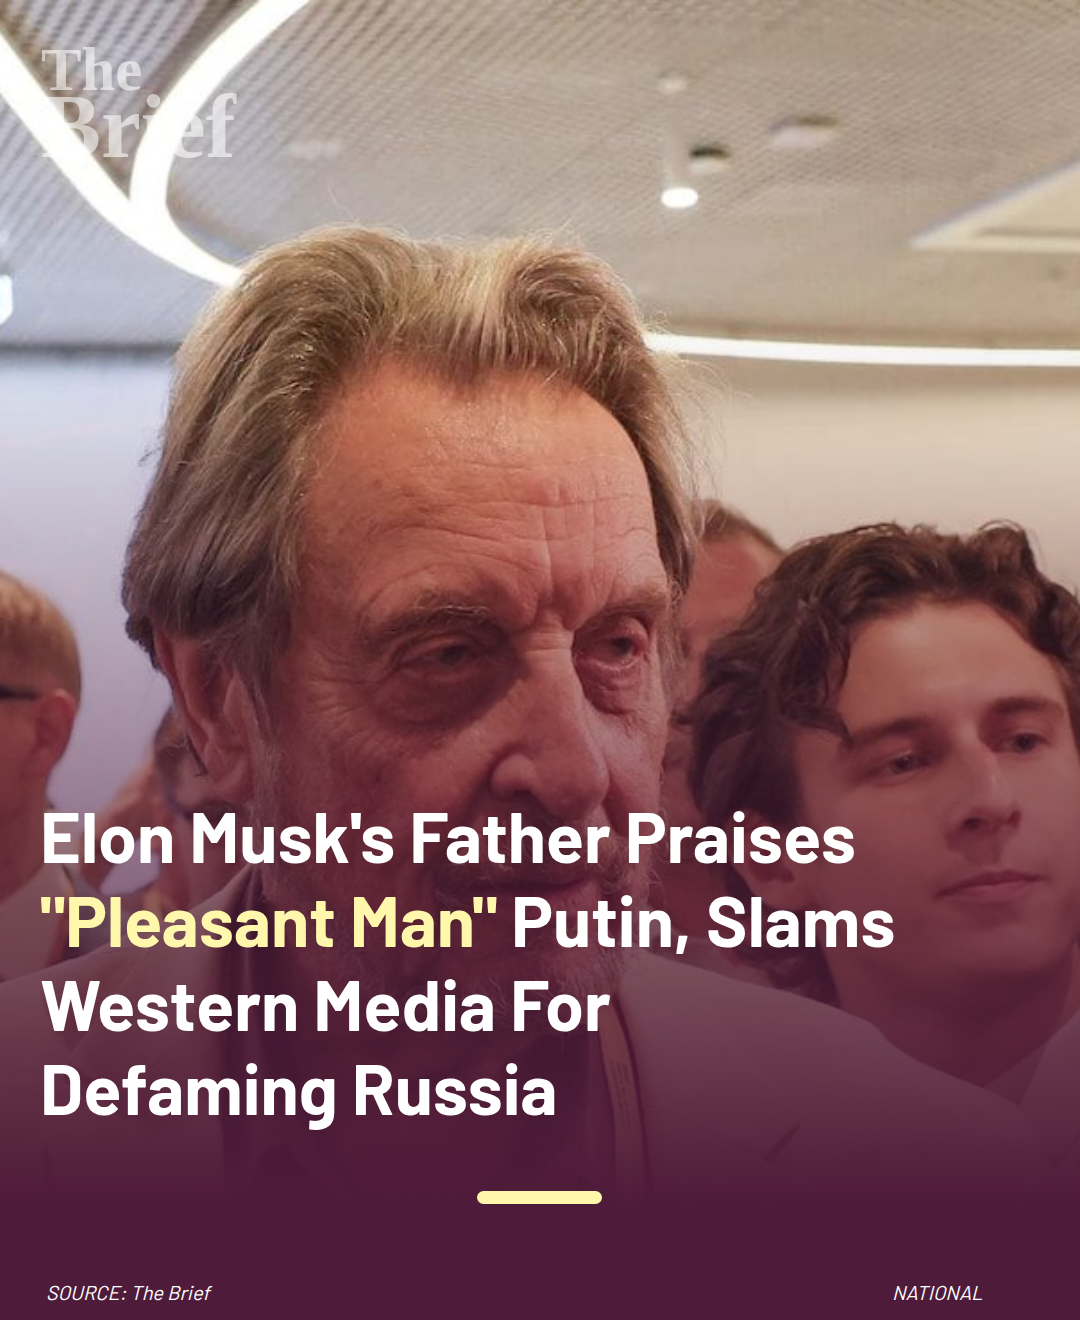 The
Brief
Elon Musk's Father Praises
"Pleasant Man" Putin, Slams
Western Media For
Defaming Russia
SOURCE: The Brief
NATIONAL